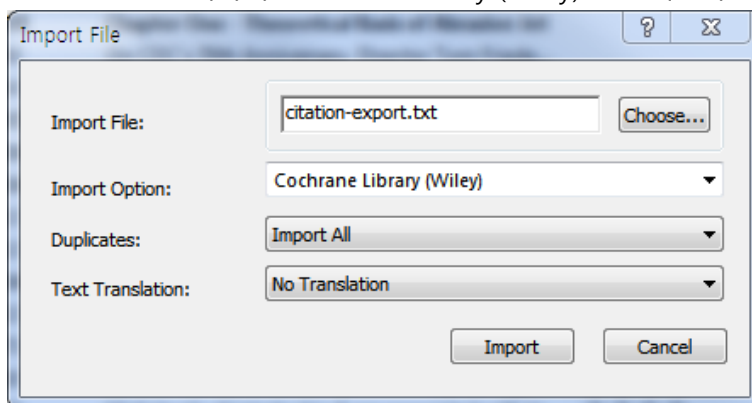 Import File
Import File:
citation-export.txt
Choose...
Import Option:
Cochrane Library (Wiley)
Duplicates:
Import All
Text Translation:
No Translation
Import
Cancel